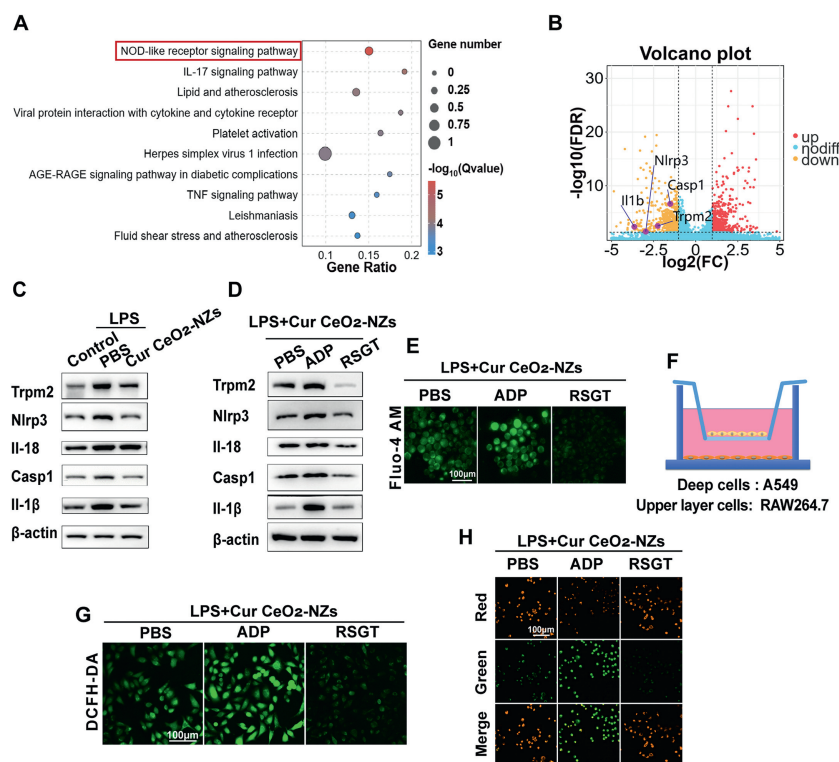 A
NOD-like receptor signaling pathway
IL-17 signaling pathway
Lipid and atherosclerosis
Viral protein interaction with cytokine and cytokine receptor
Platelet activation
Herpes simplex virus 1 infection
AGE-RAGE signaling pathway in diabetic complications
TNF signaling pathway
Leishmaniasis
Fluid shear stress and atherosclerosis
0.1 0.15 0.15 0.2
Gene Ratio
Gene number
0
0.25
0.5
0.75
1
-log10(Qvalue)
5
4
3
B
Volcano plot
30
20
10
-log10(FDR)
Nlrp3
Casp1
Il1b
Trpm2
-5 -2.5 0 2.5 5
log2(FC)
up
nodiff
down
C
LPS
Control PBS Cur CeO2-NZs
Trpm2
Nlrp3
Il-18
Casp1
Il-1β
β-actin
D
LPS+Cur CeO2-NZs
PBS ADP RSGT
Trpm2
Nlrp3
Il-18
Casp1
Il-1β
β-actin
E
LPS+Cur CeO2-NZs
PBS ADP RSGT
Fluo-4 AM
100μm
F
Deep cells : A549
Upper layer cells: RAW264.7
G
LPS+Cur CeO2-NZs
PBS ADP RSGT
DCFH-DA
100μm
H
LPS+Cur CeO2-NZs
PBS ADP RSGT
Red
100μm
Green
Merge